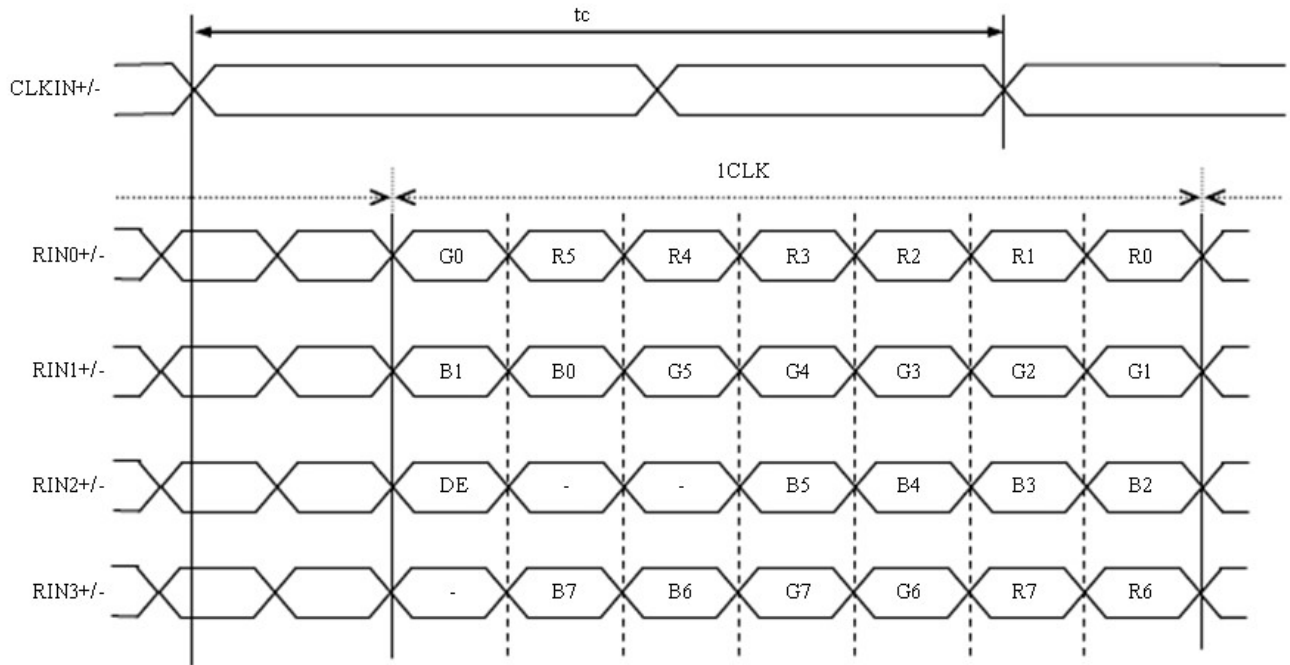 tc
CLKIN+/-
1CLK
RIN0+/- G0 R5 R4 R3 R2 R1 R0
RIN1+/- B1 B0 G5 G4 G3 G2 G1
RIN2+/- DE - - B5 B4 B3 B2
RIN3+/- - B7 B6 G7 G6 R7 R6